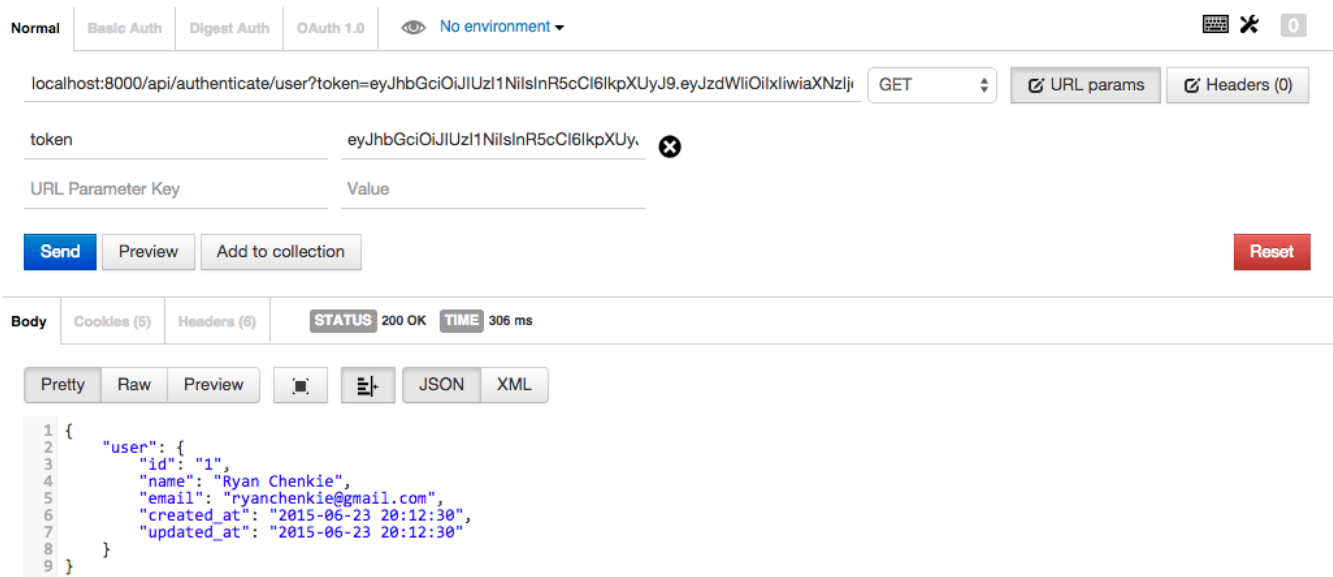 Normal Basic Auth Digest Auth OAuth 1.0 No environment 0
localhost:8000/api/authenticate/user?token=eyJhbGciOiJIUzI1NiIsInR5cCI6IkpXUyJ9.eyJzdWIiOiIxIiwiaXNzIj GET URL params Headers (0)
token eyJhbGciOiJIUzI1NiIsInR5cCI6IkpXUy
URL Parameter Key Value
Send Preview Add to collection Reset
Body Cookies (5) Headers (6) STATUS 200 OK TIME 306 ms
Pretty Raw Preview JSON XML
1 {
2 "user": {
3 "id": "1",
4 "name": "Ryan Chenkie",
5 "email": "ryanchenkie@gmail.com",
6 "created_at": "2015-06-23 20:12:30",
7 "updated_at": "2015-06-23 20:12:30"
8 }
9 }